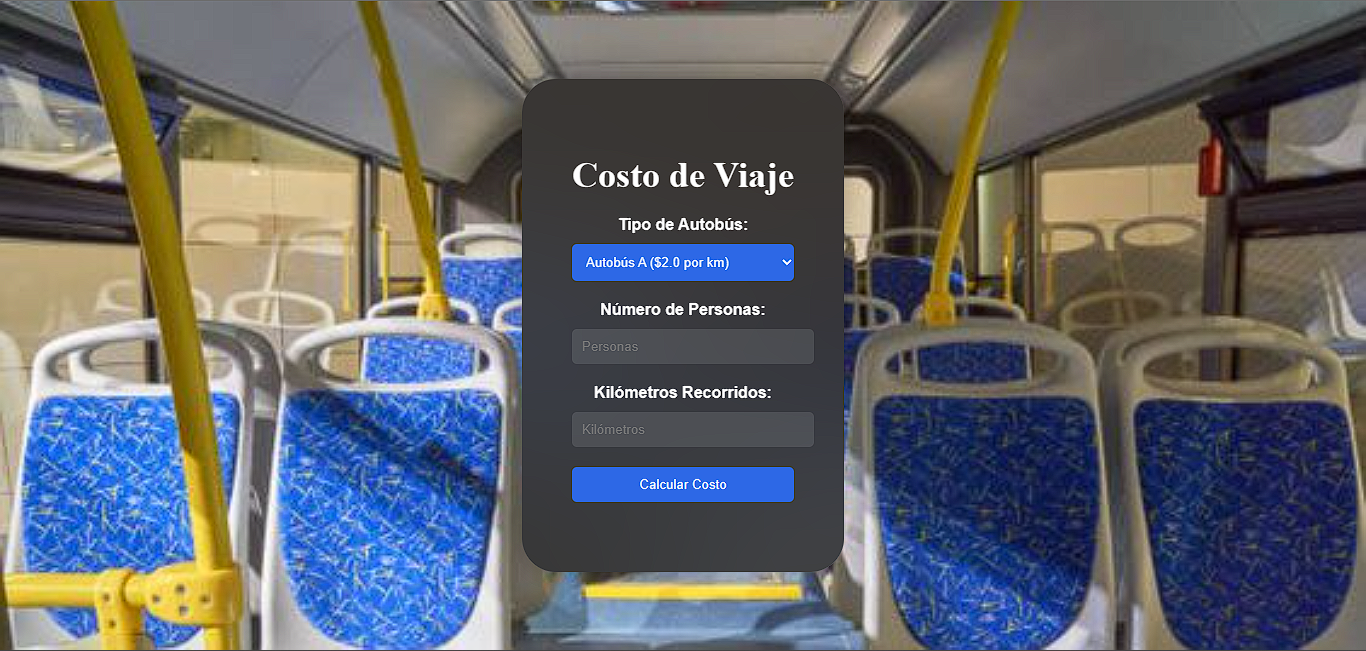 Costo de Viaje
Tipo de Autobús:
Autobús A ($2.0 por km)
Número de Personas:
Personas
Kilómetros Recorridos:
Kilómetros
Calcular Costo